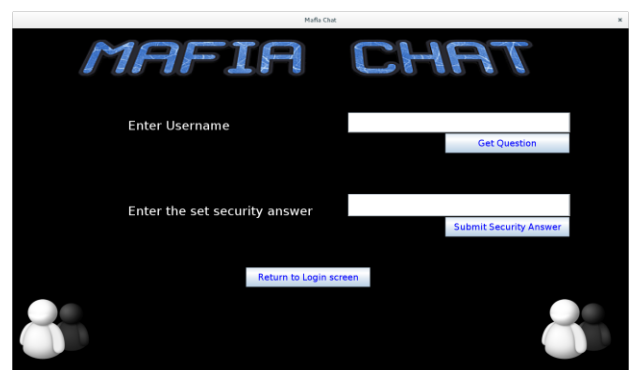 Mafia Chat
MAFIA CHAT
Enter Username
Get Question
Enter the set security answer
Submit Security Answer
Return to Login screen